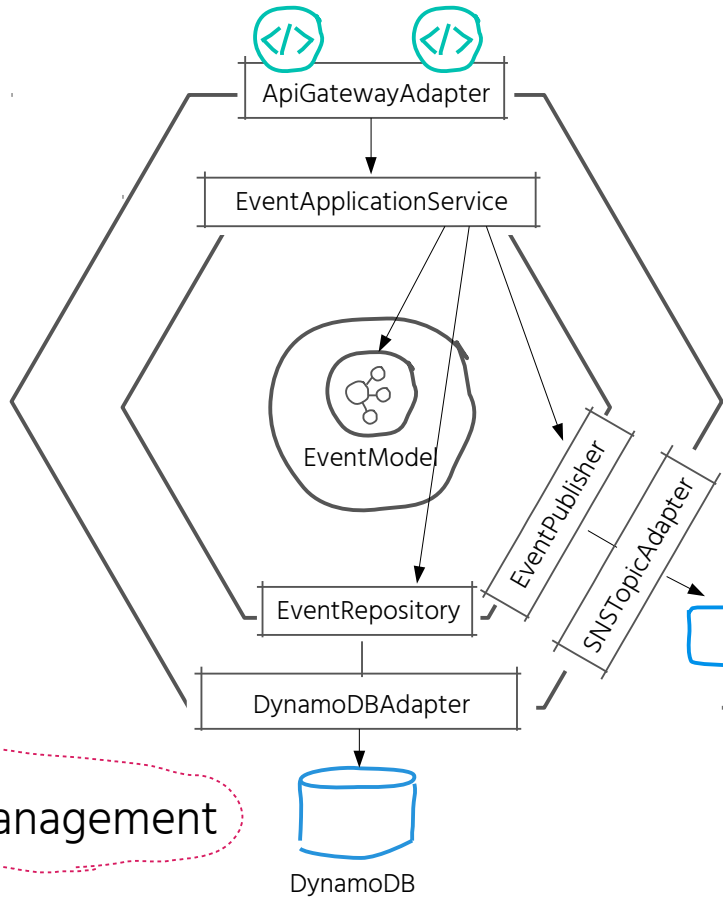 </>
</>
ApiGatewayAdapter
EventApplicationService
EventModel
EventPublisher
SNSTopicAdapter
EventRepository
DynamoDBAdapter
anagement
DynamoDB